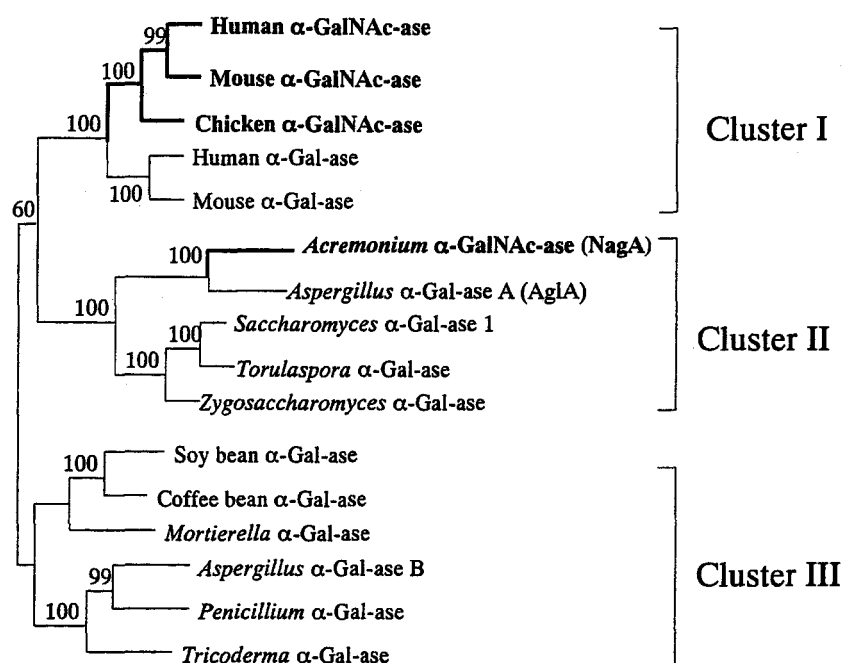 Human α-GalNAc-ase
99
Mouse α-GalNAc-ase
100
Chicken α-GalNAc-ase
100
Human α-Gal-ase
100
Mouse α-Gal-ase
Cluster I
60
Acremonium α-GalNAc-ase (NagA)
100
Aspergillus α-Gal-ase A (AglA)
100
Saccharomyces α-Gal-ase 1
100
Torulaspora α-Gal-ase
100
Zygosaccharomyces α-Gal-ase
Cluster II
Soy bean α-Gal-ase
100
Coffee bean α-Gal-ase
Mortierella α-Gal-ase
Aspergillus α-Gal-ase B
99
Penicillium α-Gal-ase
100
Tricoderma α-Gal-ase
Cluster III